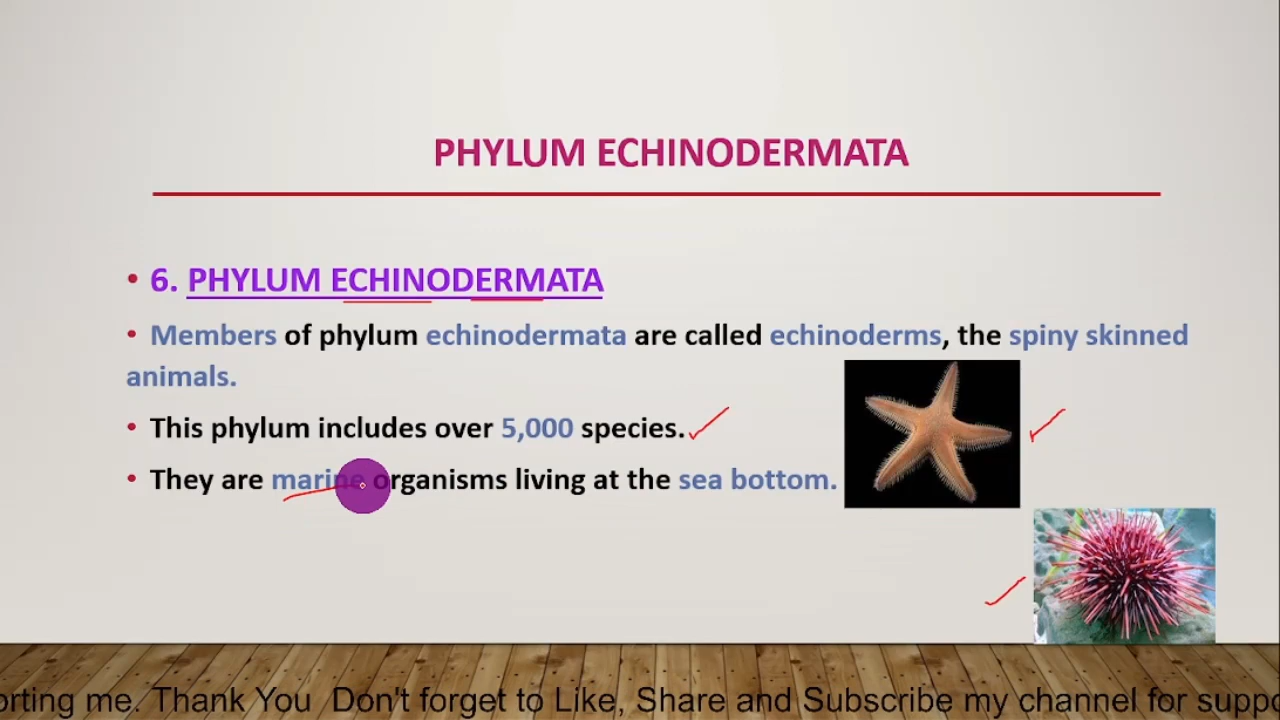 PHYLUM ECHINODERMATA
• 6. PHYLUM ECHINODERMATA
• Members of phylum echinodermata are called echinoderms, the spiny skinned
animals.
• This phylum includes over 5,000 species.
• They are marine organisms living at the sea bottom.
orting me. Thank You Don't forget to Like, Share and Subscribe my channel for suppo